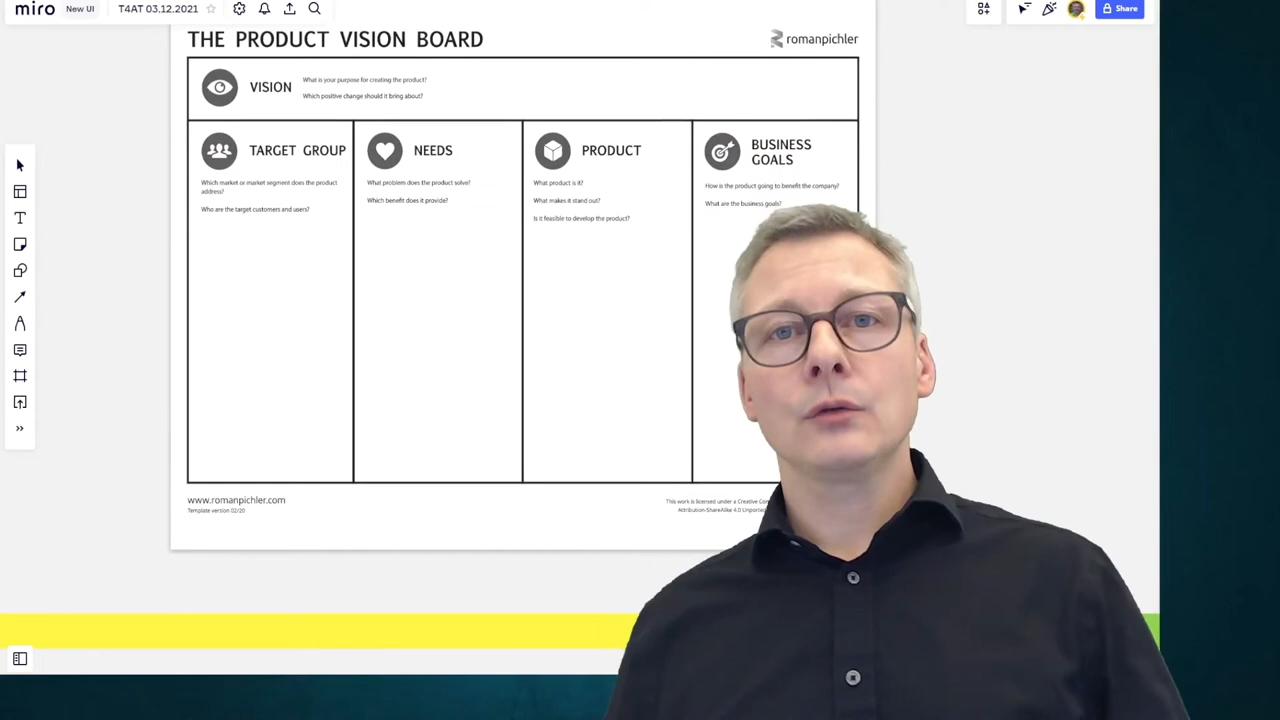 miro New UI T4AT 03.12.2021 Share
THE PRODUCT VISION BOARD
romanpichler
VISION
What is your purpose for creating the product?
Which positive change should it bring about?
TARGET GROUP
Which market or market segment does the product
address?
Who are the target customers and users?
NEEDS
What problem does the product solve?
Which benefit does it provide?
PRODUCT
What product is it?
What makes it stand out?
Is it feasible to develop the product?
BUSINESS
GOALS
How is the product going to benefit the company?
What are the business goals?
www.romanpichler.com
Template version 02/20
This work is licensed under a Creative
Attribution-ShareAlike 4.0 Unported